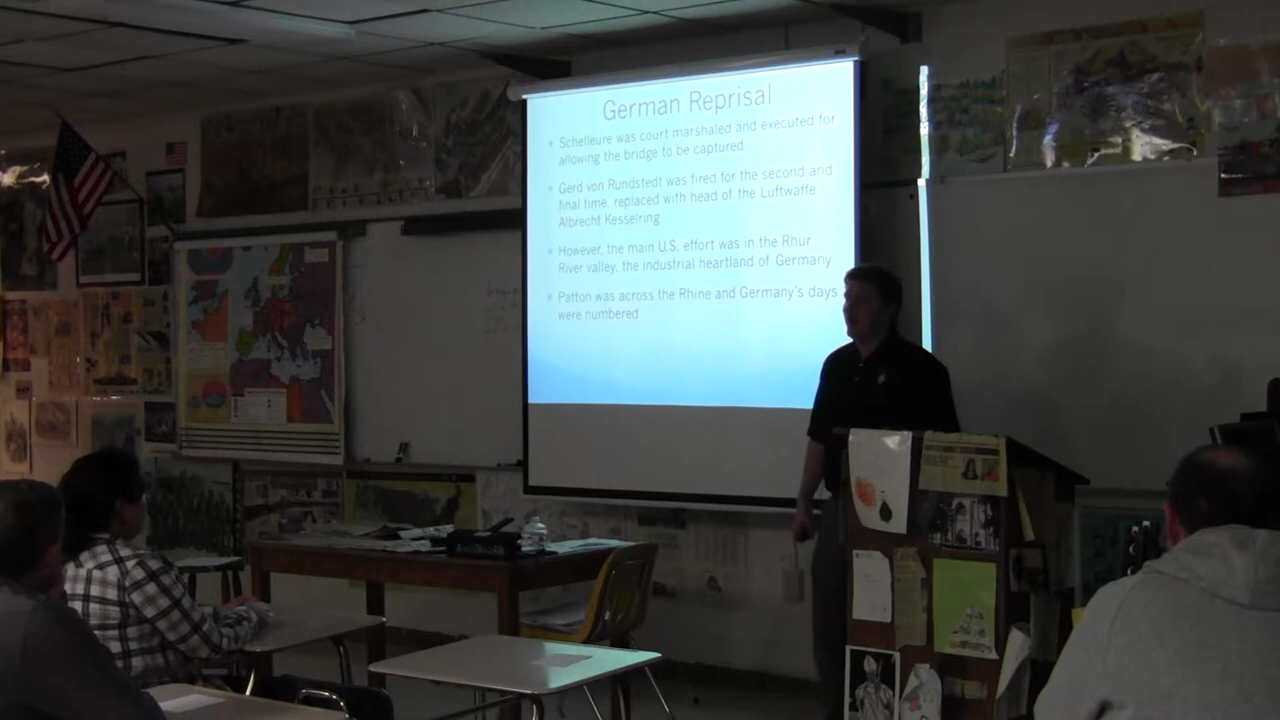 German Reprisal
• Schelleure was court marshaled and executed for
allowing the bridge to be captured
• Gerd von Rundstedt was fired for the second and
final time, replaced with head of the Luftwaffe
Albrecht Kesselring
• However, the main U.S. effort was in the Rhur
River valley, the industrial heartland of Germany
• Patton was across the Rhine and Germany's days
were numbered